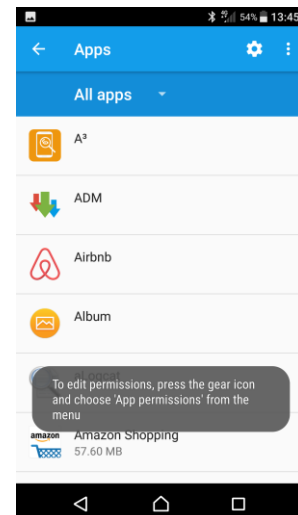 54% 13:45
Apps
All apps
A³
ADM
Airbnb
Album
aLogcat
To edit permissions, press the gear icon
and choose 'App permissions' from the
menu
amazon Amazon Shopping
57.60 MB